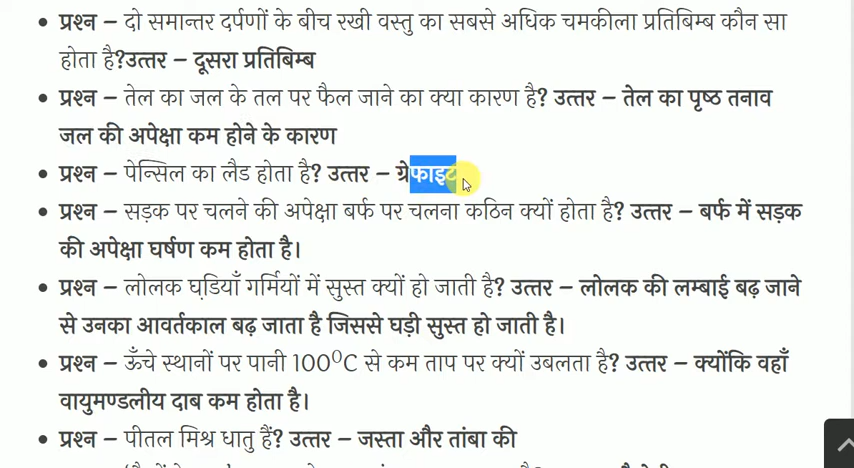 • प्रश्न – दो समान्तर दर्पणों के बीच रखी वस्तु का सबसे अधिक चमकीला प्रतिबिम्ब कौन सा
होता है?उत्तर – दूसरा प्रतिबिम्ब
• प्रश्न – तेल का जल के तल पर फैल जाने का क्या कारण है? उत्तर – तेल का पृष्ठ तनाव
जल की अपेक्षा कम होने के कारण
• प्रश्न – पेन्सिल का लैड होता है? उत्तर – ग्रेफाइट
• प्रश्न – सड़क पर चलने की अपेक्षा बर्फ पर चलना कठिन क्यों होता है? उत्तर – बर्फ में सड़क
की अपेक्षा घर्षण कम होता है।
• प्रश्न – लोलक घडियाँ गर्मियों में सुस्त क्यों हो जाती है? उत्तर – लोलक की लम्बाई बढ़ जाने
से उनका आवर्तकाल बढ़ जाता है जिससे घड़ी सुस्त हो जाती है।
• प्रश्न – ऊँचे स्थानों पर पानी 100⁰C से कम ताप पर क्यों उबलता है? उत्तर – क्योंकि वहाँ
वायुमण्डलीय दाब कम होता है।
• प्रश्न – पीतल मिश्र धातु हैं? उत्तर – जस्ता और तांबा की